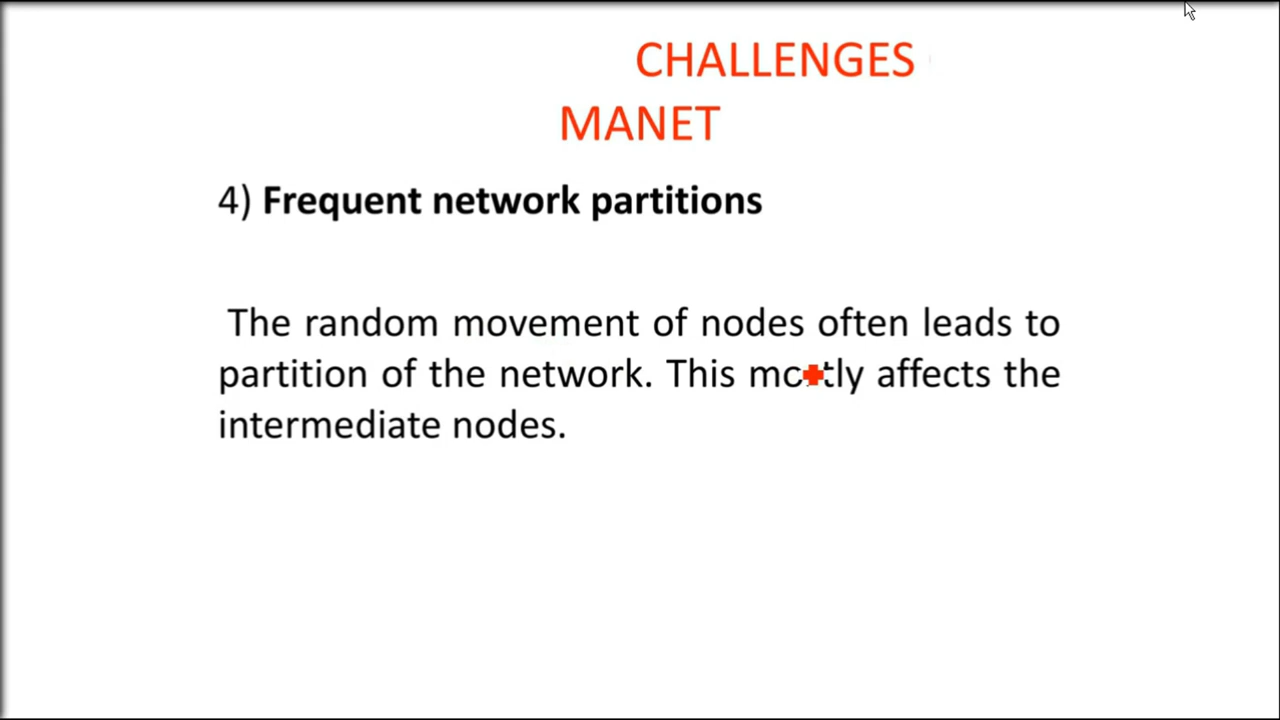 CHALLENGES
MANET
4) Frequent network partitions
The random movement of nodes often leads to
partition of the network. This mostly affects the
intermediate nodes.